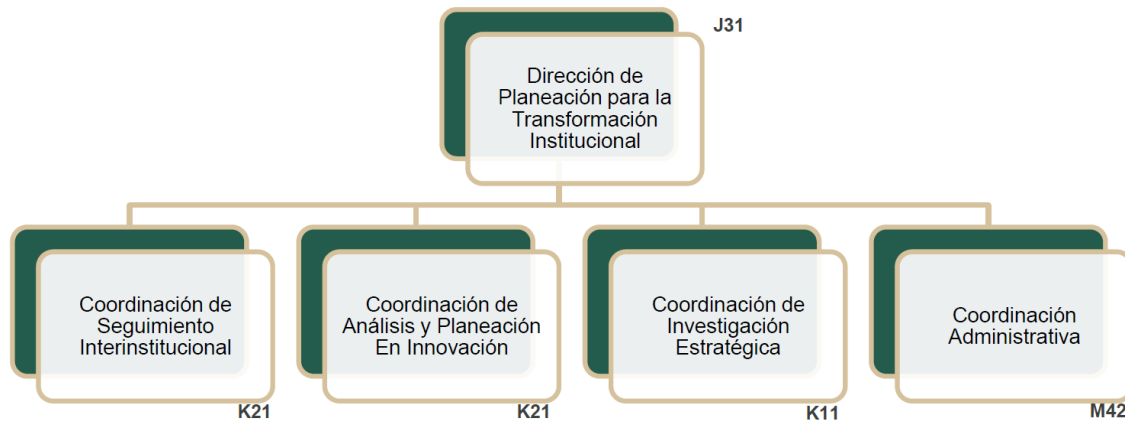 J31
Dirección de
Planeación para la
Transformación
Institucional
Coordinación de
Seguimiento
Interinstitucional
K21
Coordinación de
Análisis y Planeación
En Innovación
K21
Coordinación de
Investigación
Estratégica
K11
Coordinación
Administrativa
M42